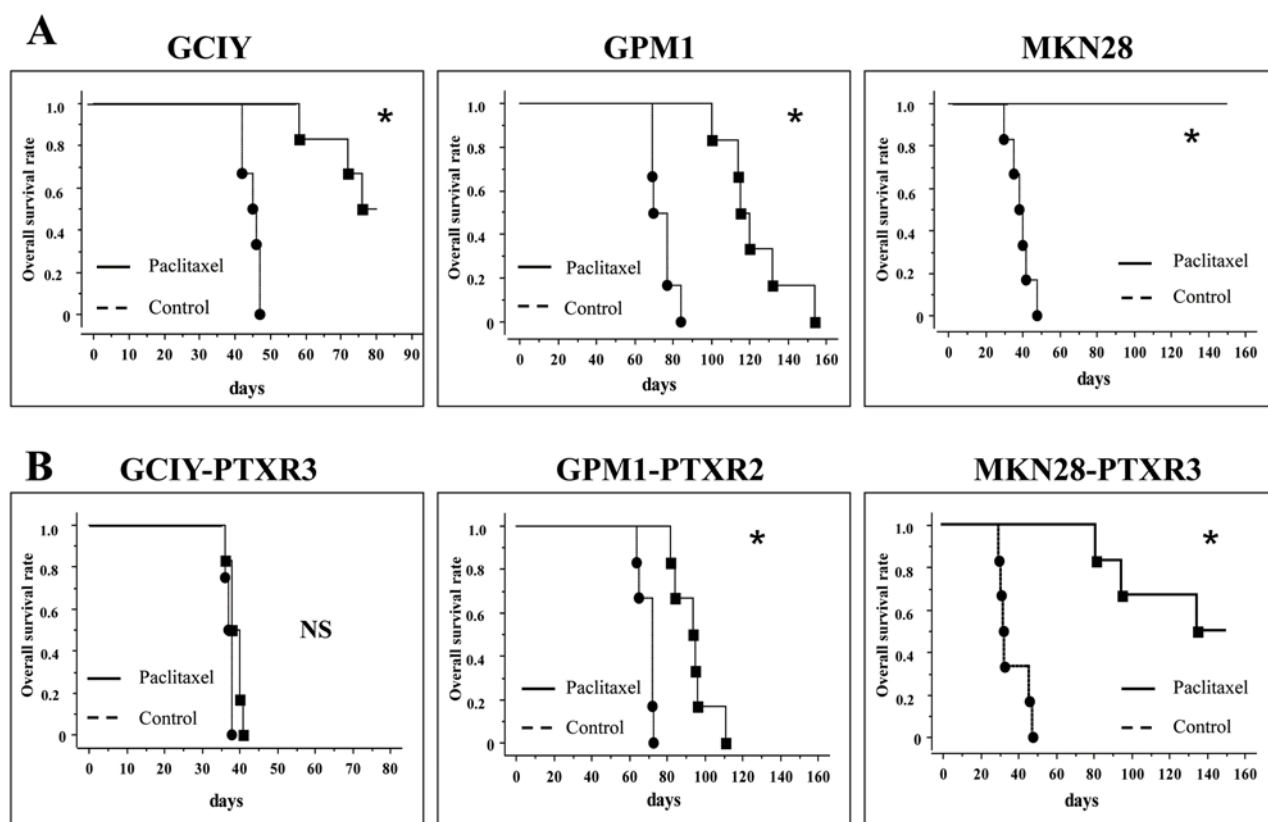 A
GCIY
GPM1
MKN28
Overall survival rate
1.0
0.8
0.6
0.4
0.2
0
*
Paclitaxel
Control
0 10 20 30 40 50 60 70 80 90
days
Overall survival rate
1.0
0.8
0.6
0.4
0.2
0
*
Paclitaxel
Control
0 20 40 60 80 100 120 140 160
days
Overall survival rate
1.0
0.8
0.6
0.4
0.2
0
*
Paclitaxel
Control
0 20 40 60 80 100 120 140 160
days
B
GCIY-PTXR3
GPM1-PTXR2
MKN28-PTXR3
Overall survival rate
1.0
0.8
0.6
0.4
0.2
0
NS
Paclitaxel
Control
0 10 20 30 40 50 60 70 80
days
Overall survival rate
1.0
0.8
0.6
0.4
0.2
0
*
Paclitaxel
Control
0 20 40 60 80 100 120 140 160
days
Overall survival rate
1.0
0.8
0.6
0.4
0.2
0
*
Paclitaxel
Control
0 20 40 60 80 100 120 140 160
days